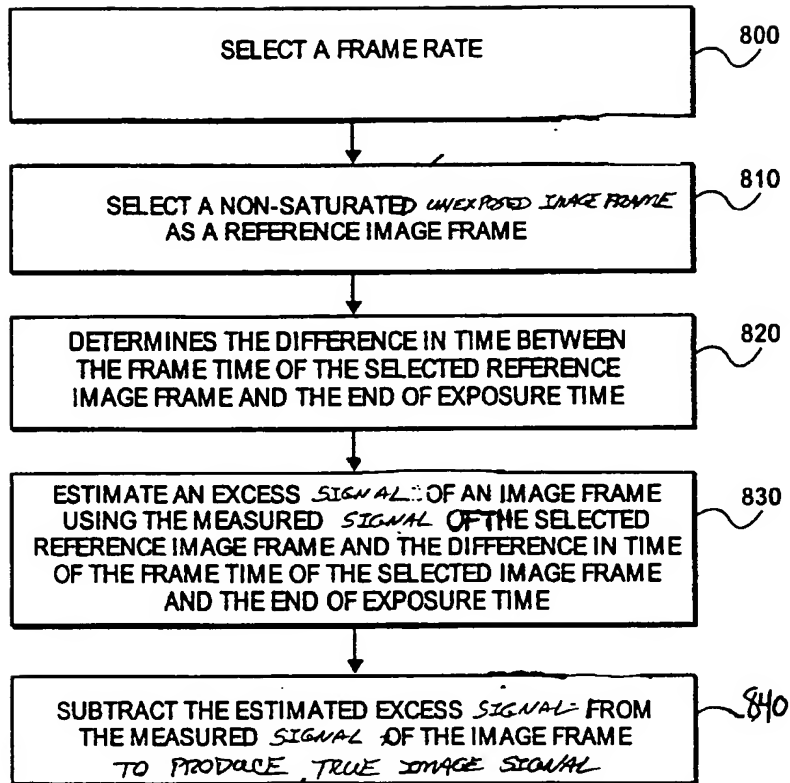 SELECT A FRAME RATE
800
SELECT A NON-SATURATED UNEXPOSED IMAGE FRAME
AS A REFERENCE IMAGE FRAME
810
DETERMINES THE DIFFERENCE IN TIME BETWEEN
THE FRAME TIME OF THE SELECTED REFERENCE
IMAGE FRAME AND THE END OF EXPOSURE TIME
820
ESTIMATE AN EXCESS SIGNAL OF AN IMAGE FRAME
USING THE MEASURED SIGNAL OF THE SELECTED
REFERENCE IMAGE FRAME AND THE DIFFERENCE IN TIME
OF THE FRAME TIME OF THE SELECTED IMAGE FRAME
AND THE END OF EXPOSURE TIME
830
SUBTRACT THE ESTIMATED EXCESS SIGNAL FROM
THE MEASURED SIGNAL OF THE IMAGE FRAME
TO PRODUCE TRUE IMAGE SIGNAL
840